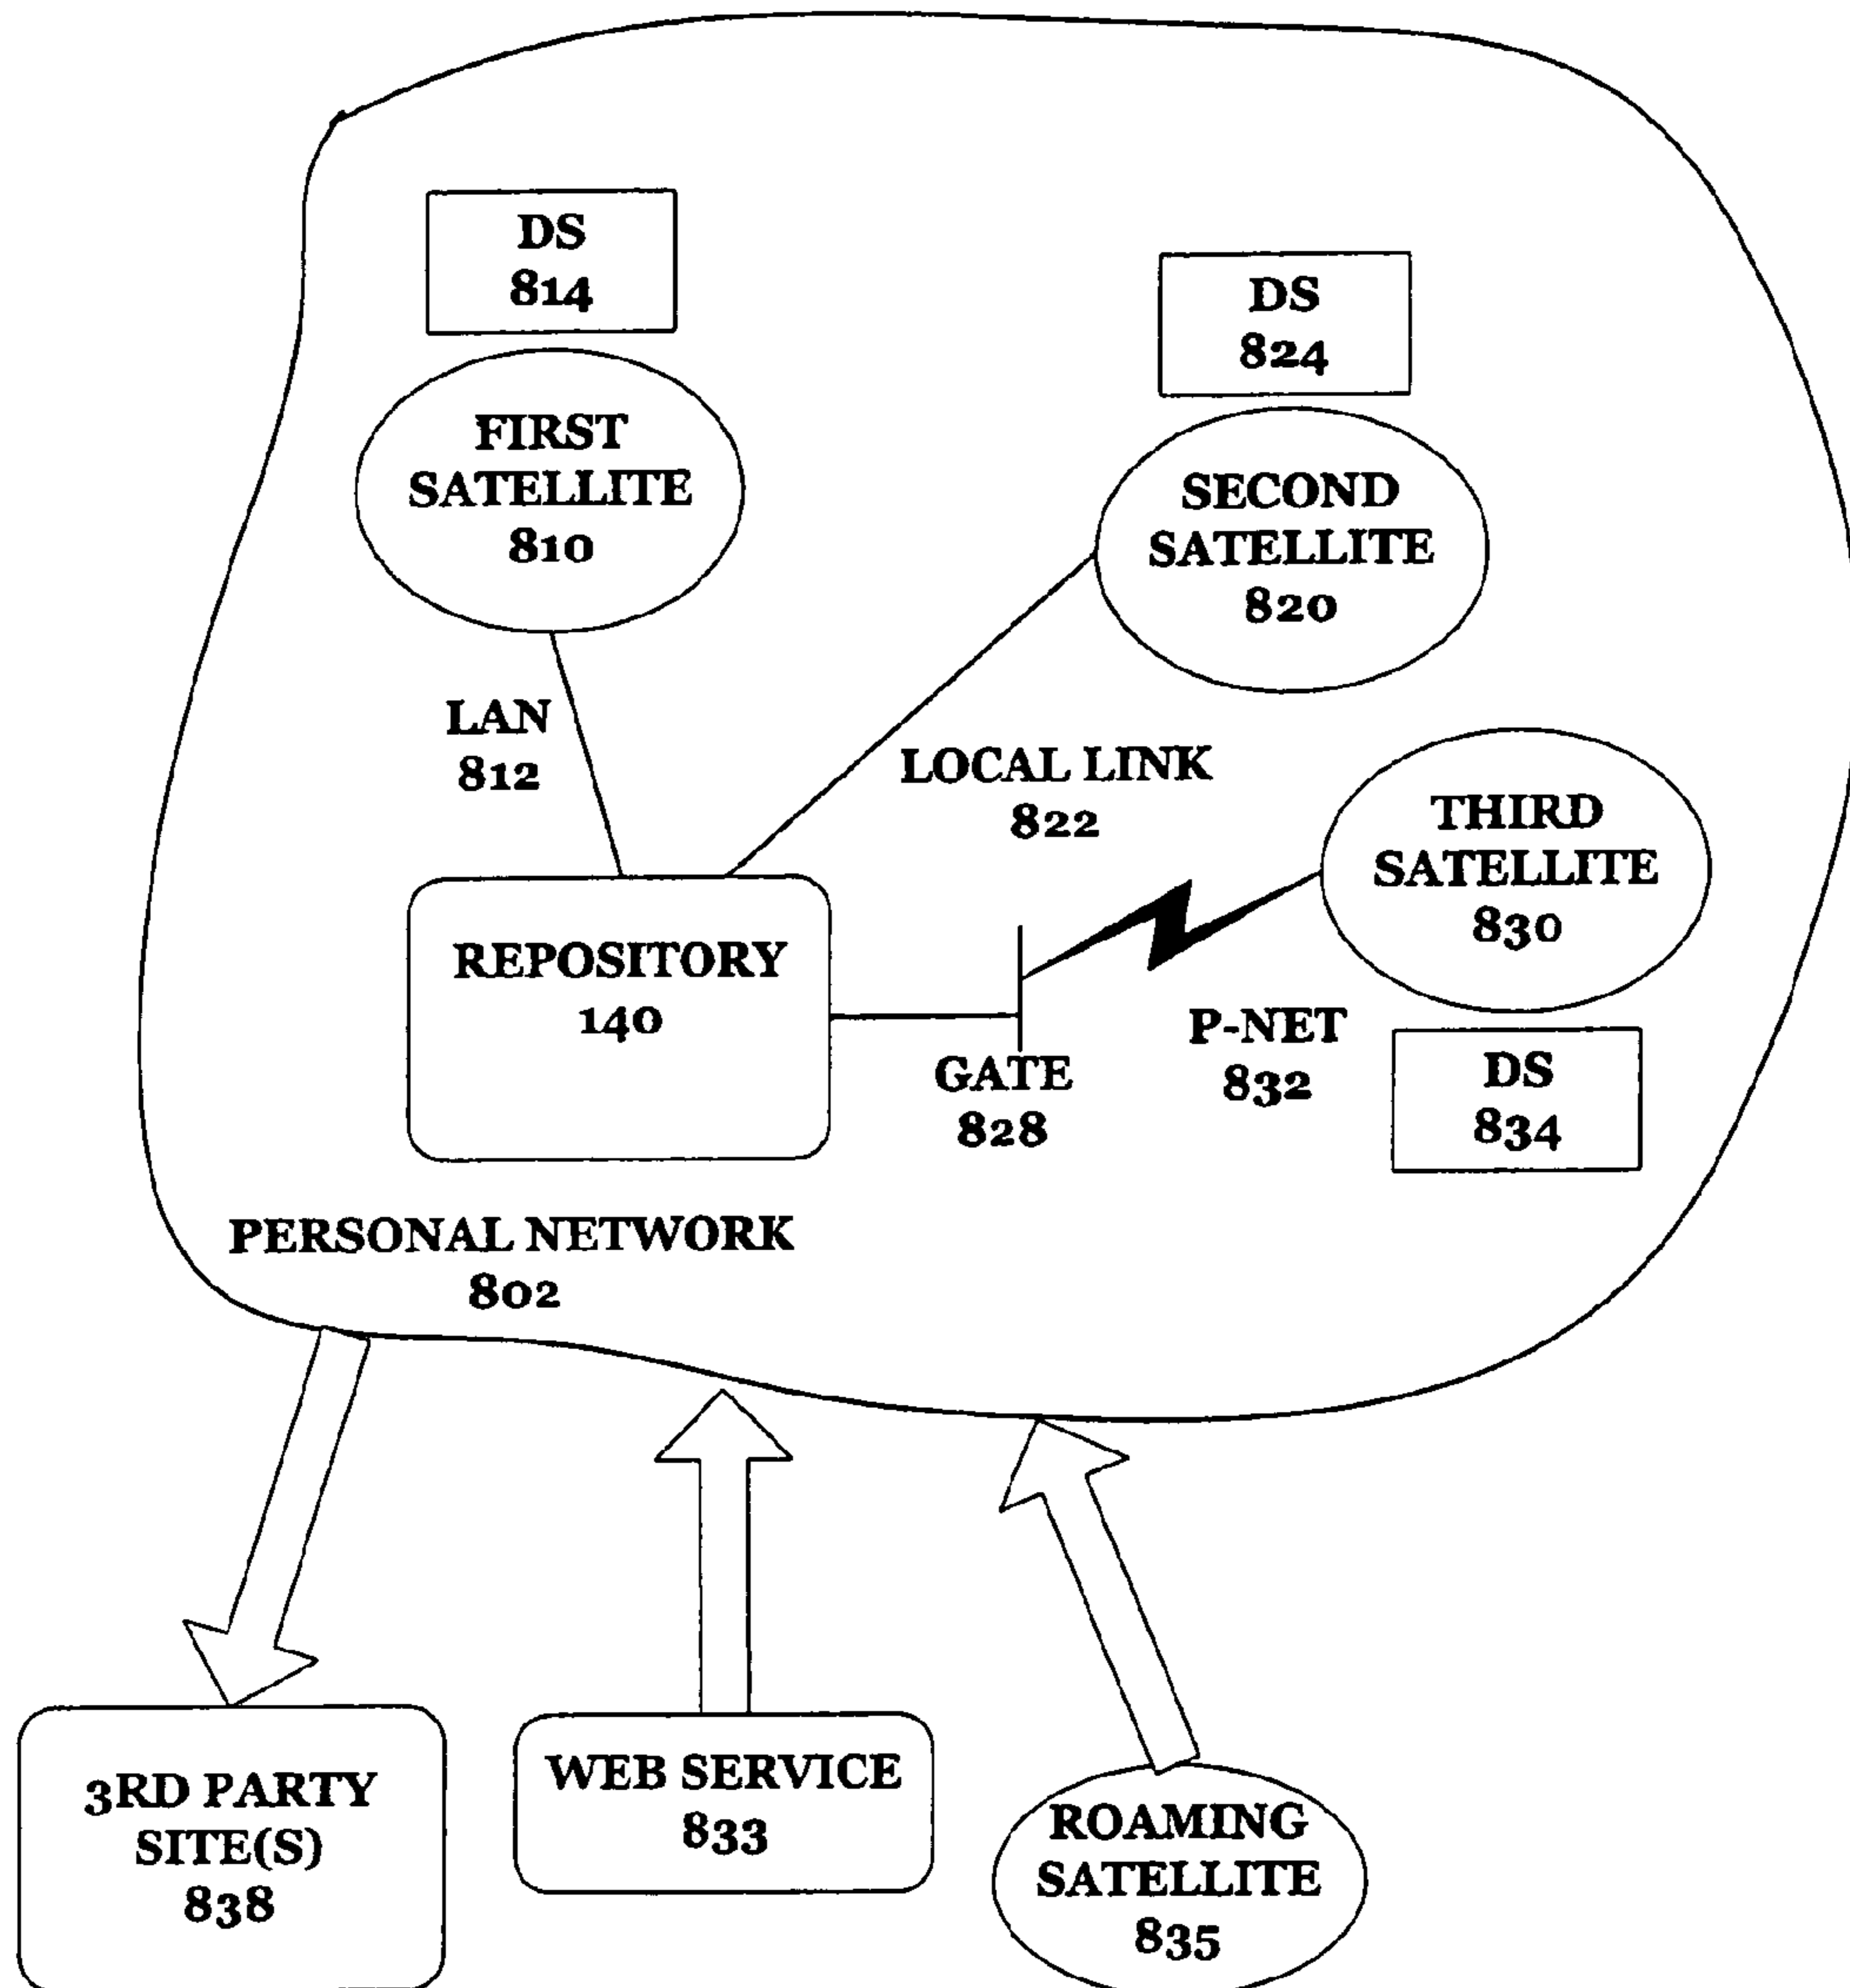 DS
814
DS
824
FIRST
SATELLITE
810
SECOND
SATELLITE
820
LAN
812
LOCAL LINK
822
THIRD
SATELLITE
830
REPOSITORY
140
GATE
828
P-NET
832
DS
834
PERSONAL NETWORK
802
3RD PARTY
SITE(S)
838
WEB SERVICE
833
ROAMING
SATELLITE
835